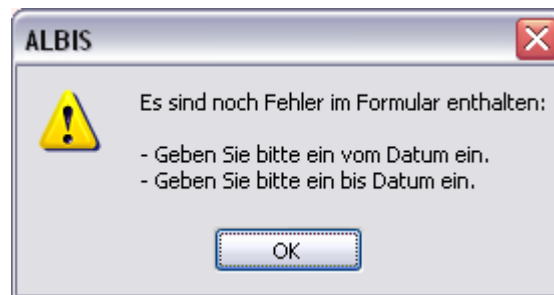 ALBIS
Es sind noch Fehler im Formular enthalten:
- Geben Sie bitte ein vom Datum ein.
- Geben Sie bitte ein bis Datum ein.
OK